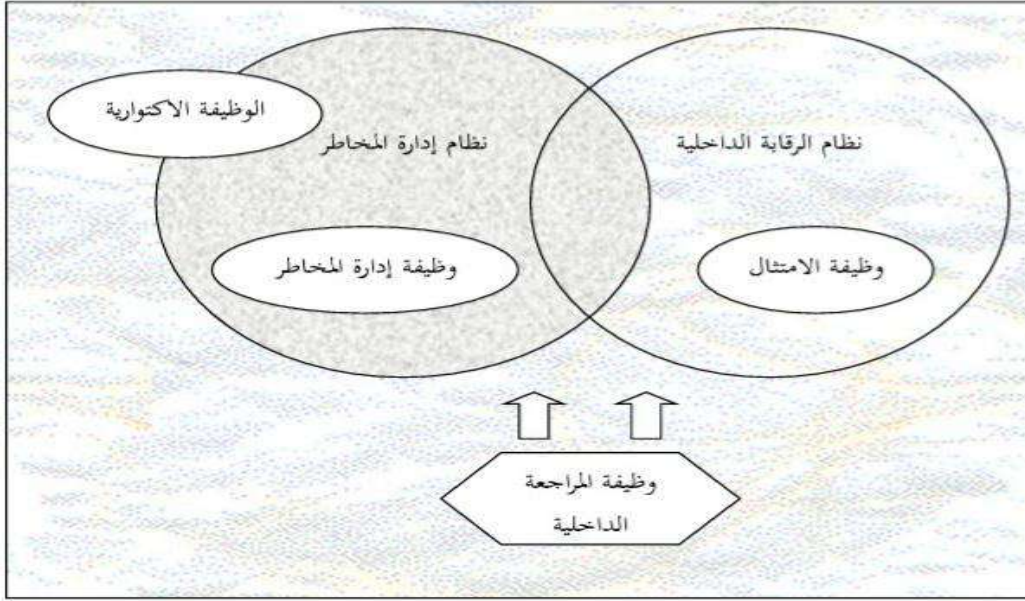 الوظيفة الاكتوارية
نظام الرقابة الداخلية
نظام إدارة المخاطر
وظيفة الامتثال
وظيفة إدارة المخاطر
وظيفة المراجعة
الداخلية